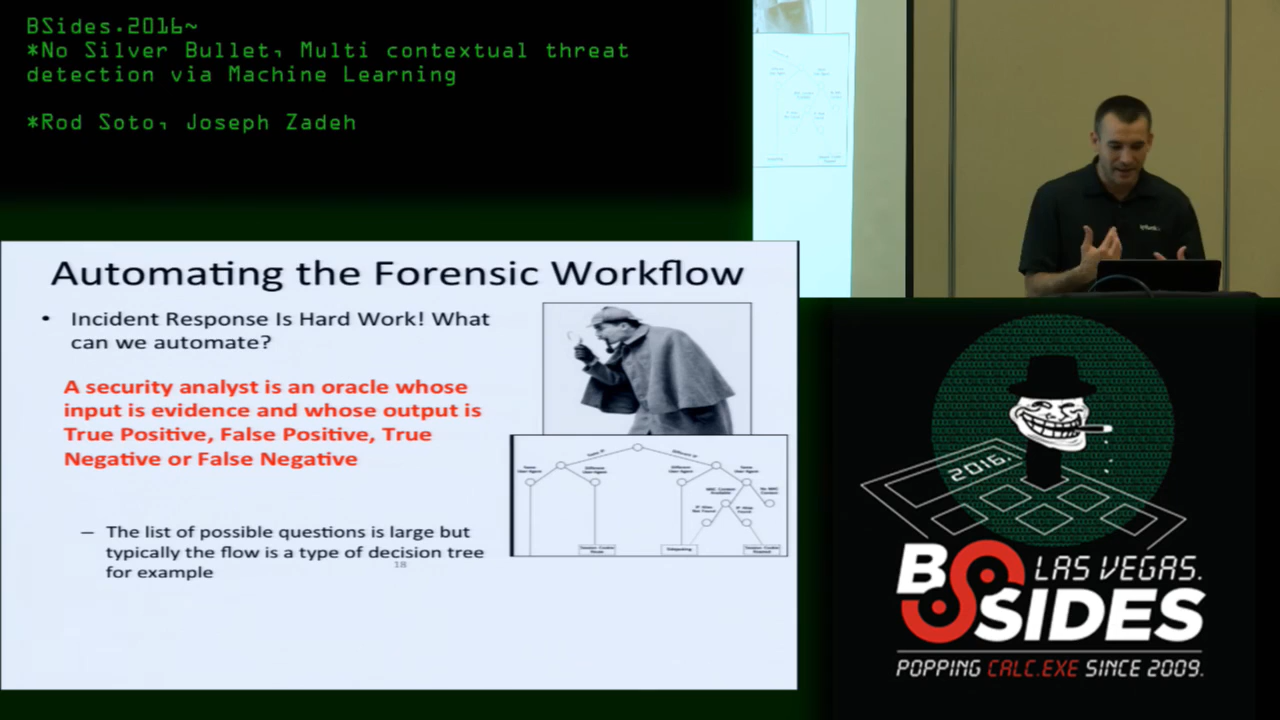 BSides.2016~
*No Silver Bullet, Multi contextual threat
detection via Machine Learning
*Rod Soto, Joseph Zadeh
Automating the Forensic Workflow
• Incident Response Is Hard Work! What
can we automate?
A security analyst is an oracle whose
input is evidence and whose output is
True Positive, False Positive, True
Negative or False Negative
– The list of possible questions is large but
typically the flow is a type of decision tree
for example
18
2016.
BSIDES
LAS VEGAS.
POPPING CALC.EXE SINCE 2009.